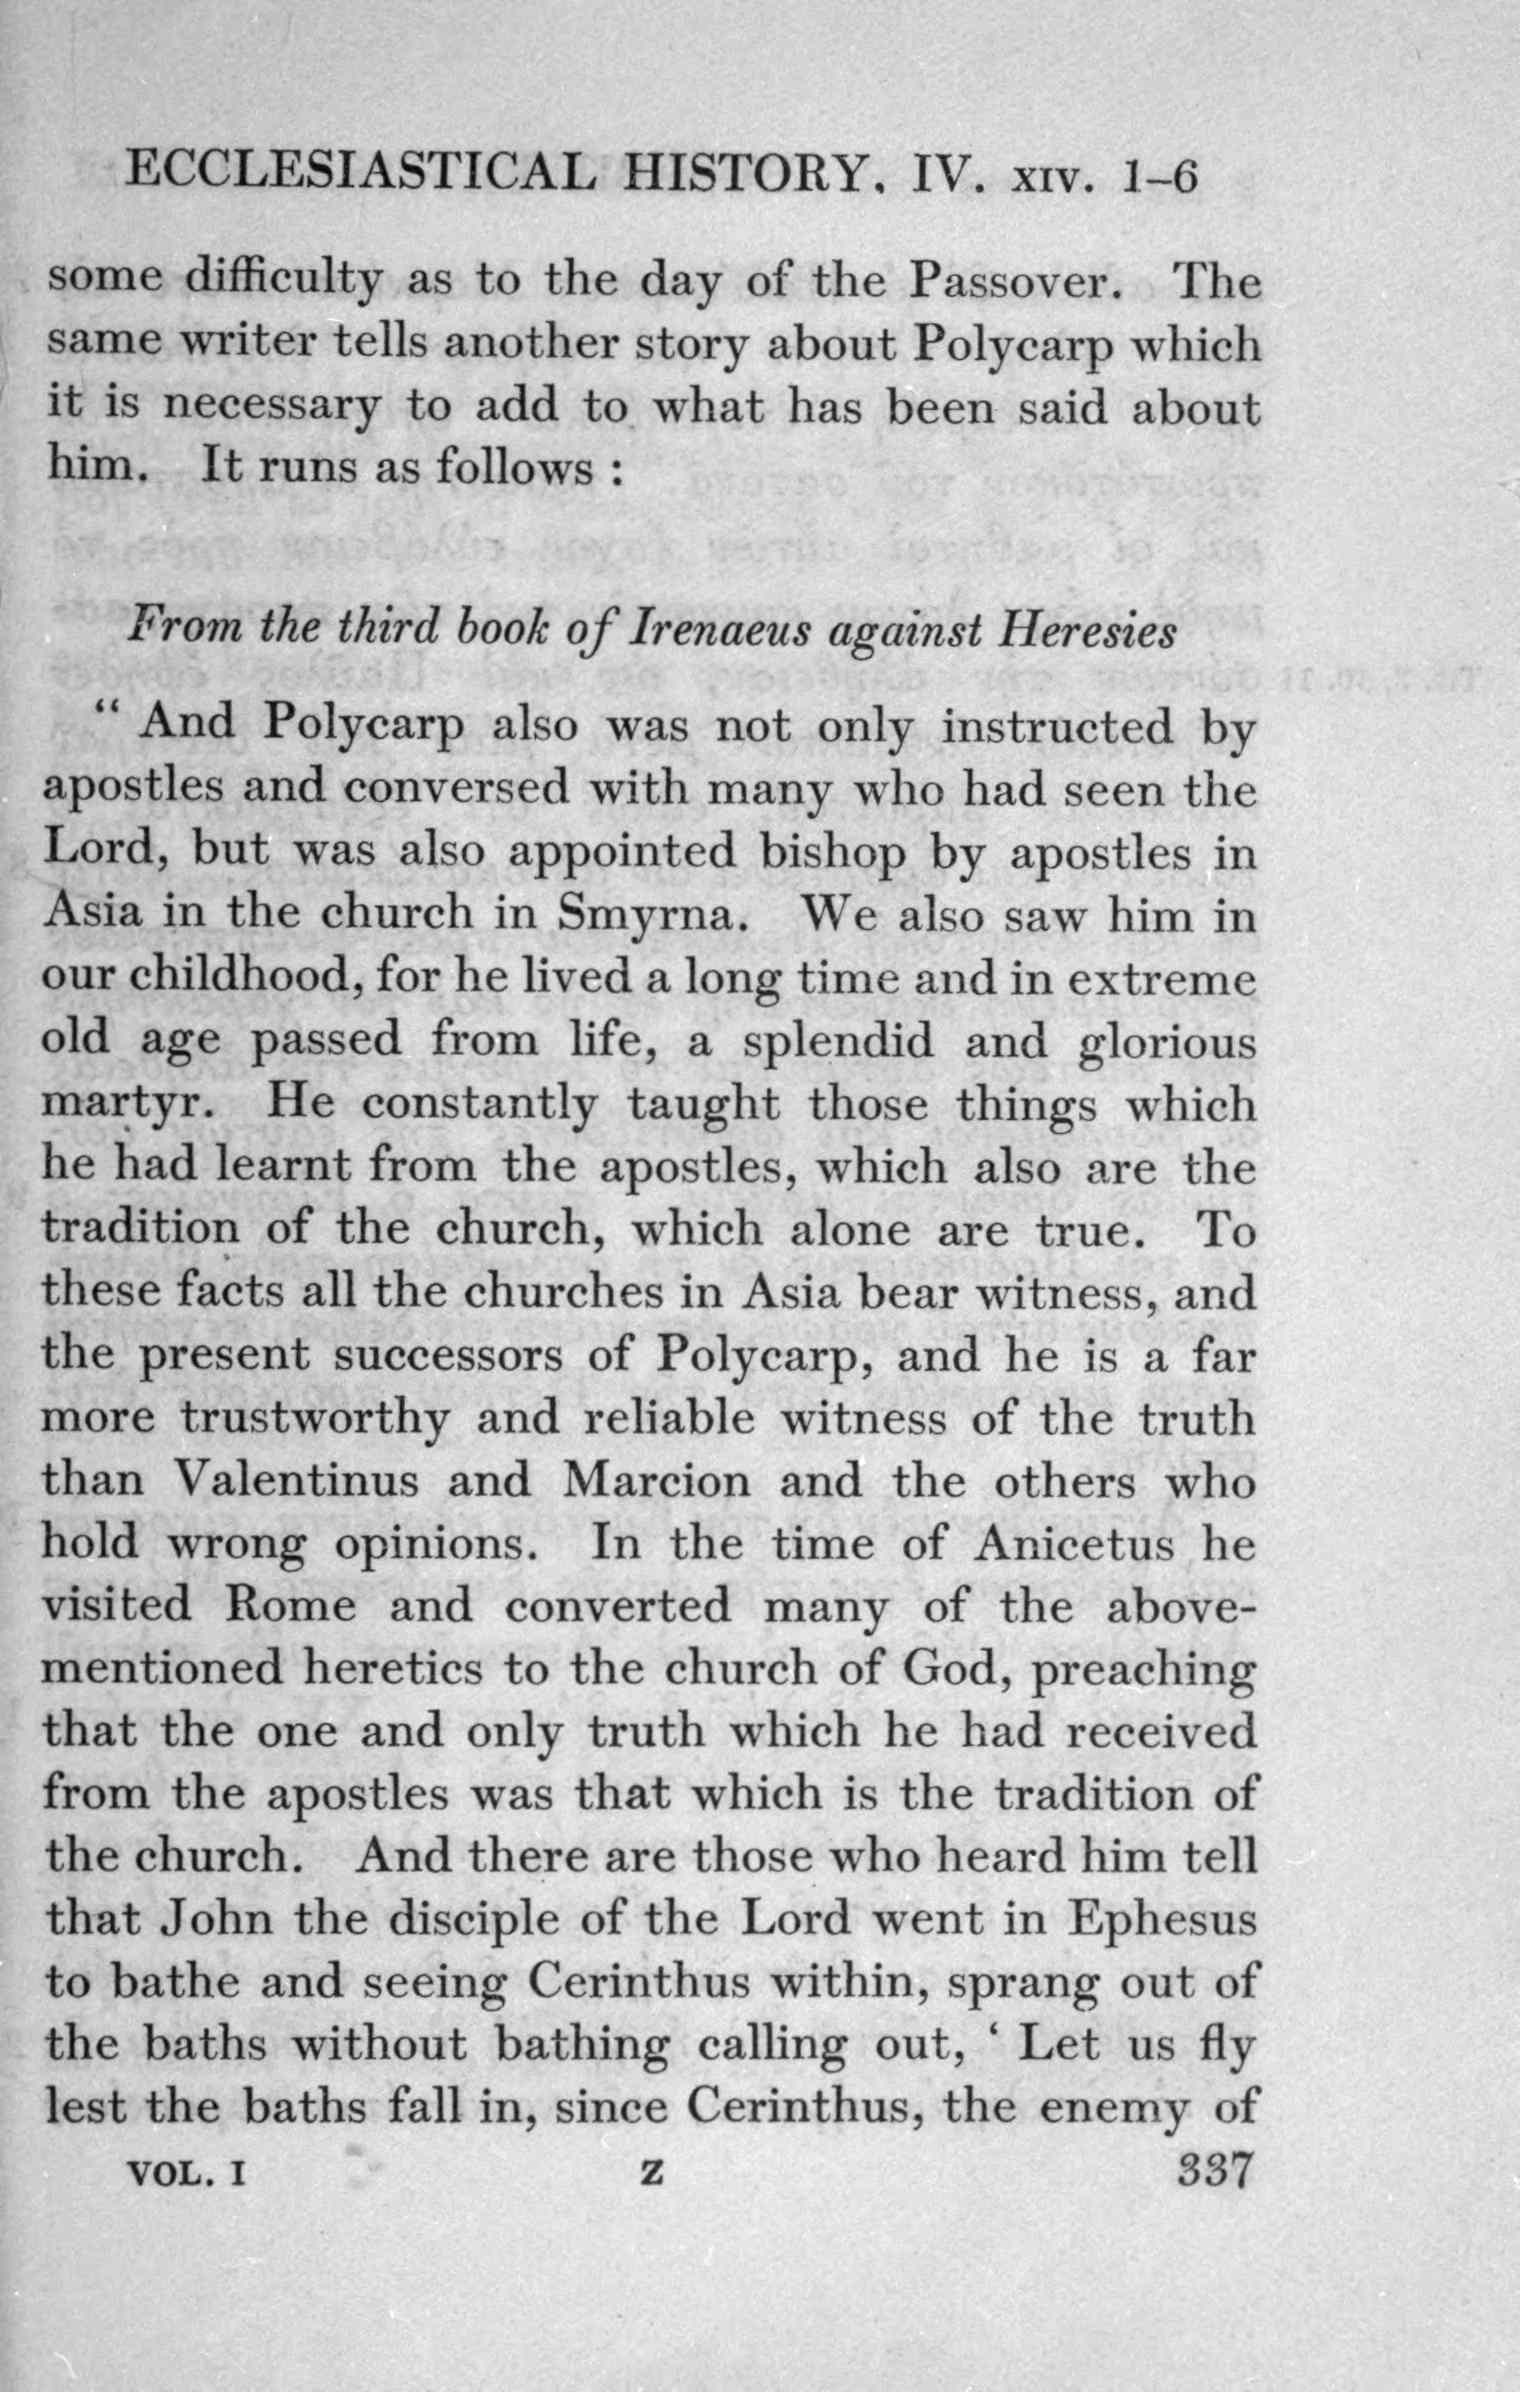 ECCLESIASTICAL HISTORY, IV. XIV. 1–6
some difficulty as to the day of the Passover. The
same writer tells another story about Polycarp which
it is necessary to add to what has been said about
him. It runs as follows :
From the third book of Irenaeus against Heresies
“ And Polycarp also was not only instructed by
apostles and conversed with many who had seen the
Lord, but was also appointed bishop by apostles in
Asia in the church in Smyrna. We also saw him in
our childhood, for he lived a long time and in extreme
old age passed from life, a splendid and glorious
martyr. He constantly taught those things which
he had learnt from the apostles, which also are the
tradition of the church, which alone are true. To
these facts all the churches in Asia bear witness, and
the present successors of Polycarp, and he is a far
more trustworthy and reliable witness of the truth
than Valentinus and Marcion and the others who
hold wrong opinions. In the time of Anicetus he
visited Rome and converted many of the above-
mentioned heretics to the church of God, preaching
that the one and only truth which he had received
from the apostles was that which is the tradition of
the church. And there are those who heard him tell
that John the disciple of the Lord went in Ephesus
to bathe and seeing Cerinthus within, sprang out of
the baths without bathing calling out, ‘ Let us fly
lest the baths fall in, since Cerinthus, the enemy of
VOL. I Z 337